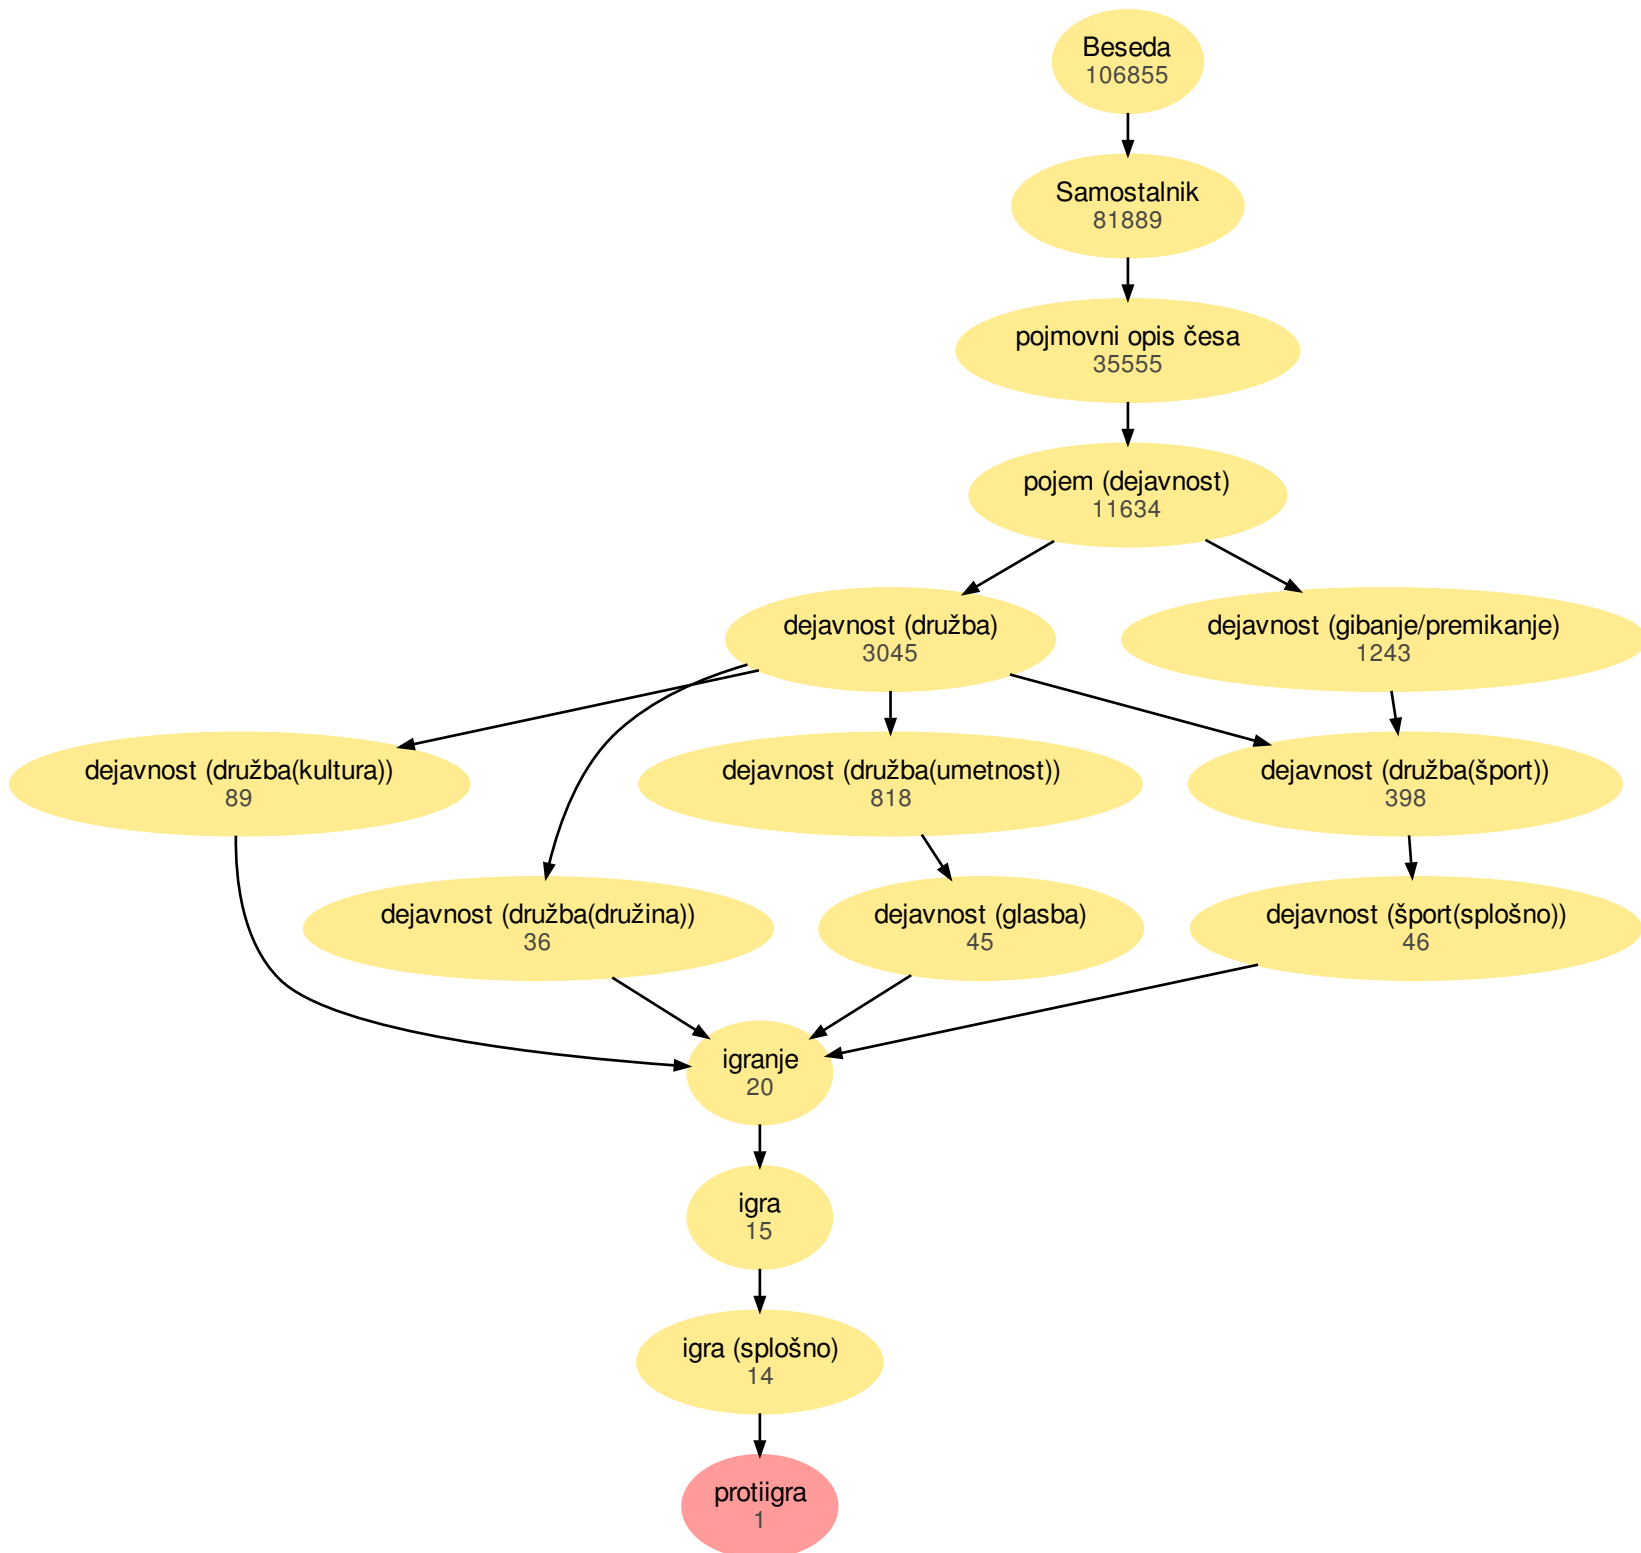 Beseda
106855
Samostalnik
81889
pojmovni opis česa
35555
pojem (dejavnost)
11634
dejavnost (družba)
3045
dejavnost (gibanje/premikanje)
1243
dejavnost (družba(kultura))
89
dejavnost (družba(umetnost))
818
dejavnost (družba(šport))
398
dejavnost (družba(družina))
36
dejavnost (glasba)
45
dejavnost (šport(splošno))
46
igranje
20
igra
15
igra (splošno)
14
protiigra
1